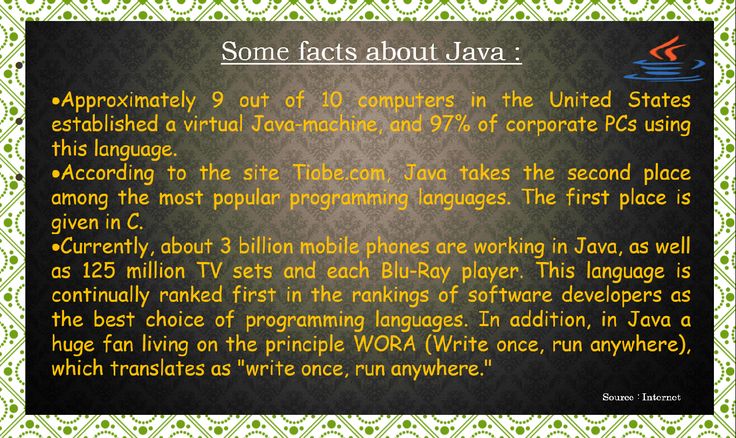 Some facts about Java :
•Approximately 9 out of 10 computers in the United States
established a virtual Java-machine, and 97% of corporate PCs using
this language.
•According to the site Tiobe.com, Java takes the second place
among the most popular programming languages. The first place is
given in C.
•Currently, about 3 billion mobile phones are working in Java, as well
as 125 million TV sets and each Blu-Ray player. This language is
continually ranked first in the rankings of software developers as
the best choice of programming languages. In addition, in Java a
huge fan living on the principle WORA (Write once, run anywhere),
which translates as "write once, run anywhere."
Source : Internet